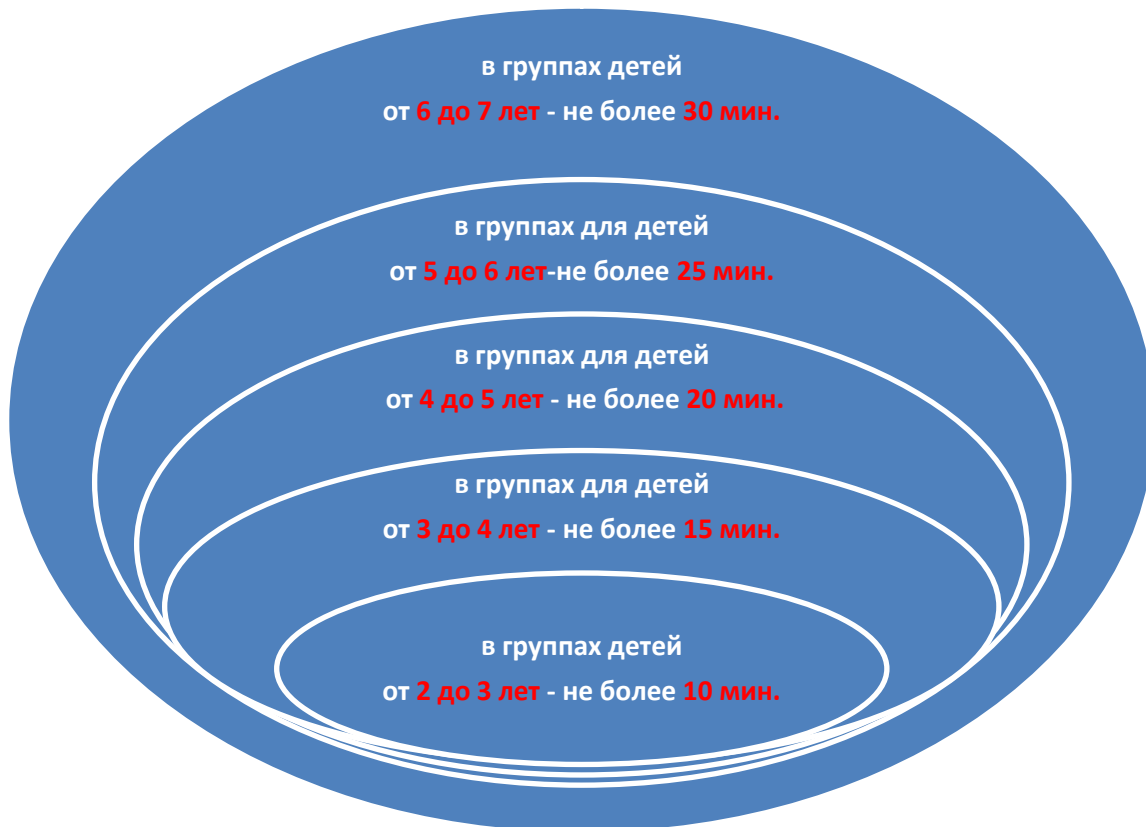 в группах детей
от 6 до 7 лет - не более 30 мин.
в группах для детей
от 5 до 6 лет-не более 25 мин.
в группах для детей
от 4 до 5 лет - не более 20 мин.
в группах для детей
от 3 до 4 лет - не более 15 мин.
в группах детей
от 2 до 3 лет - не более 10 мин.